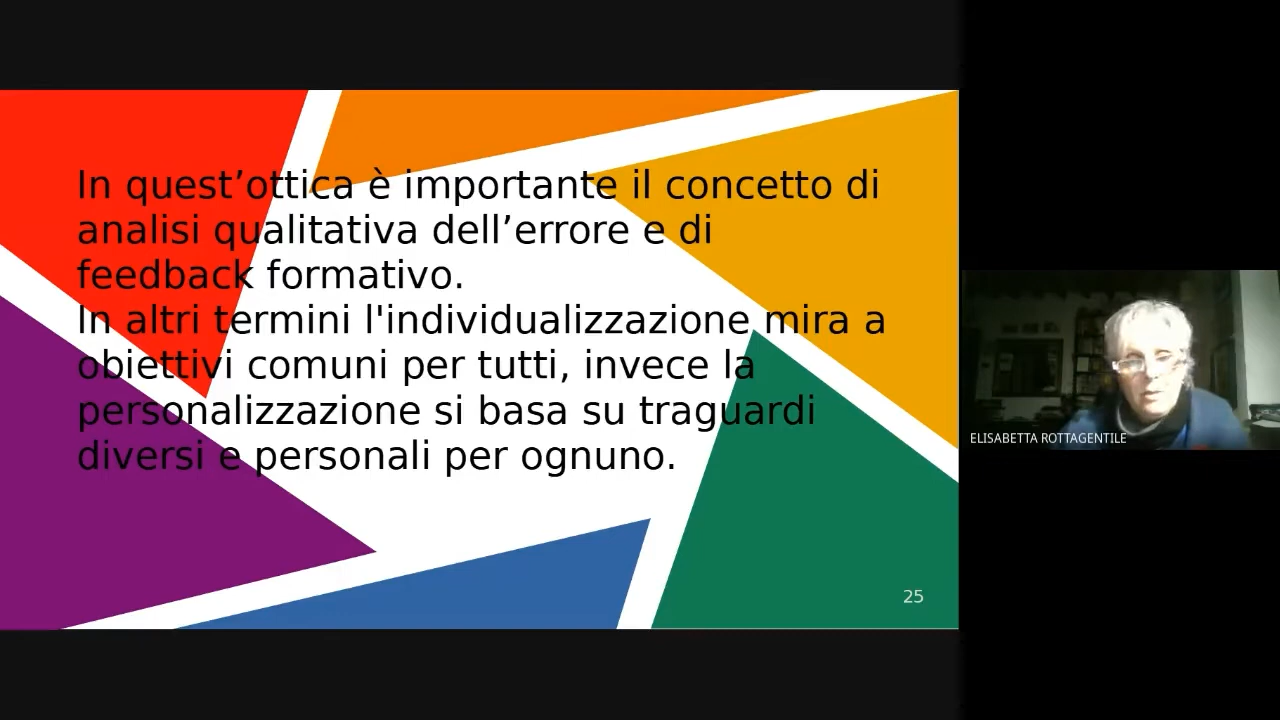 In quest’ottica è importante il concetto di
analisi qualitativa dell’errore e di
feedback formativo.
In altri termini l'individualizzazione mira a
obiettivi comuni per tutti, invece la
personalizzazione si basa su traguardi
diversi e personali per ognuno.
25
ELISABETTA ROTTAGENTILE